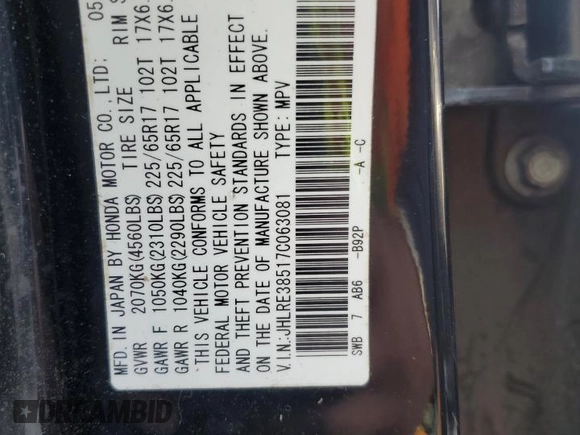 MFD. IN JAPAN BY HONDA MOTOR CO.,LTD: 05
GVWR 2070KG(4560LBS) TIRE SIZE RIM S
GAWR F 1050KG(2310LBS) 225/65R17 102T 17X6.
GAWR R 1040KG(2290LBS) 225/65R17 102T 17X6.
THIS VEHICLE CONFORMS TO ALL APPLICABLE
FEDERAL MOTOR VEHICLE SAFETY
AND THEFT PREVENTION STANDARDS IN EFFECT
ON THE DATE OF MANUFACTURE SHOWN ABOVE.
V.I.N:JHLRE38517C063081 TYPE: MPV
SWB 7 AB6 -B92P -A -C
DREAMBID